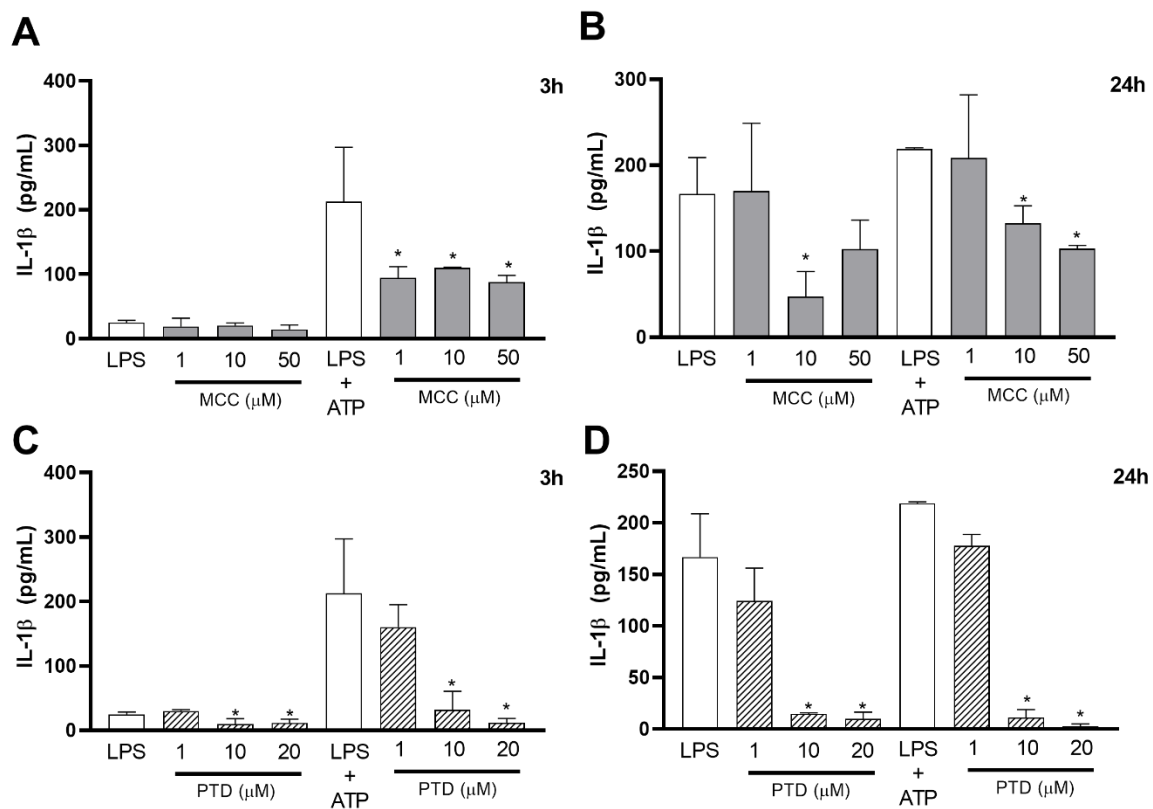 A
400
300
200
100
0
IL-1β (pg/mL)
3h
*
*
*
LPS
1
10
50
LPS
+
ATP
1
10
50
MCC (μM)
MCC (μM)
B
300
200
100
0
IL-1β (pg/mL)
24h
*
*
*
LPS
1
10
50
LPS
+
ATP
1
10
50
MCC (μM)
MCC (μM)
C
400
300
200
100
0
IL-1β (pg/mL)
3h
*
*
*
*
LPS
1
10
20
LPS
+
ATP
1
10
20
PTD (μM)
PTD (μM)
D
250
200
150
100
50
0
IL-1β (pg/mL)
24h
*
*
*
*
LPS
1
10
20
LPS
+
ATP
1
10
20
PTD (μM)
PTD (μM)